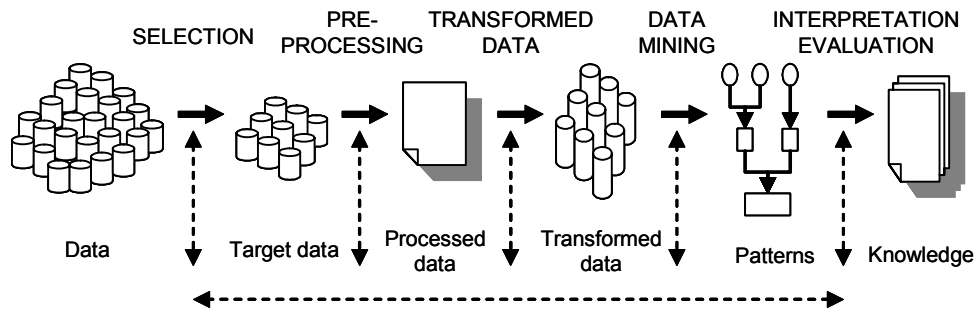 SELECTION
PRE-
PROCESSING
TRANSFORMED
DATA
DATA
MINING
INTERPRETATION
EVALUATION
Data
Target data
Processed
data
Transformed
data
Patterns
Knowledge